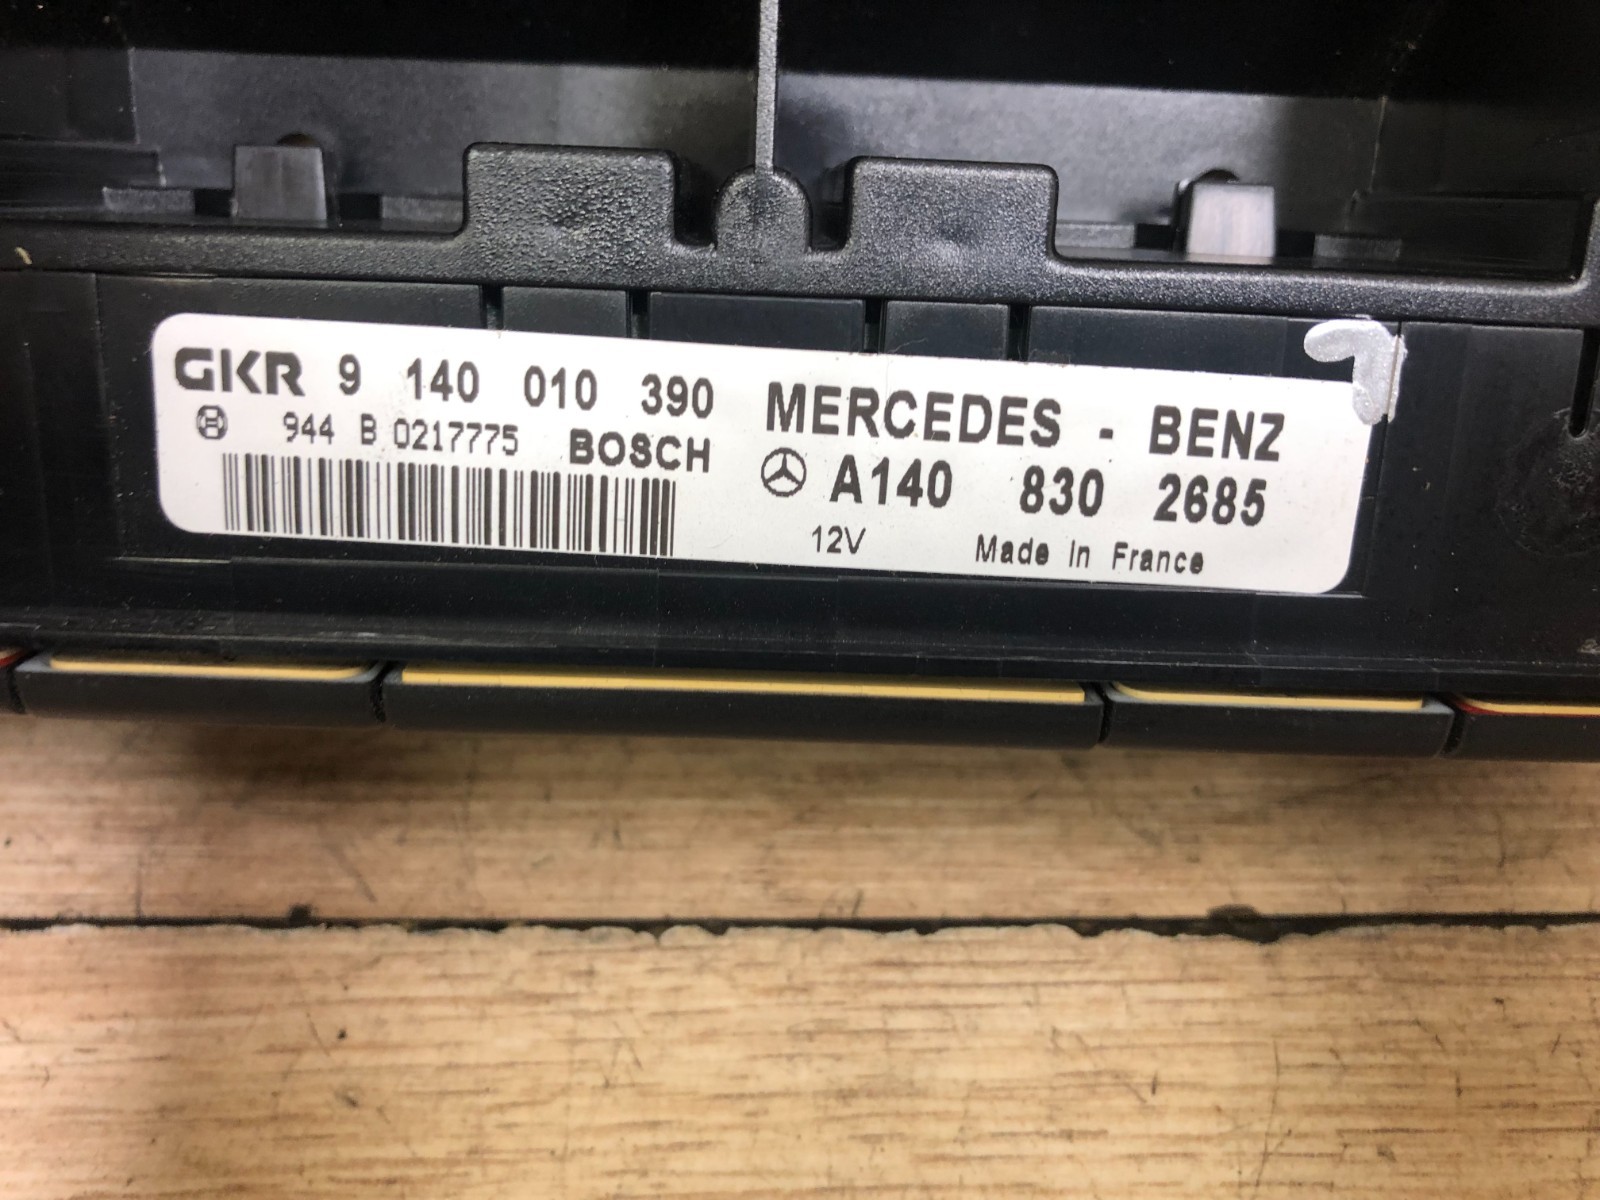 GKR 9 140 010 390
944 B 0217775 BOSCH
MERCEDES - BENZ
A140 830 2685
12V Made in France